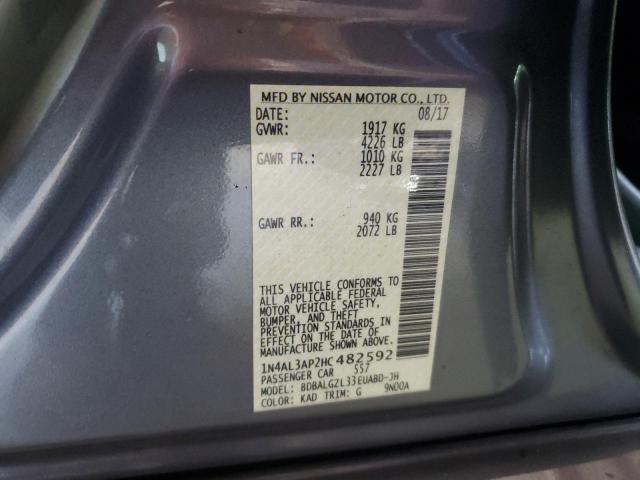 MFD BY NISSAN MOTOR CO., LTD.
DATE: 08/17
GVWR: 1917 KG
4226 LB
GAWR FR.: 1010 KG
2227 LB
GAWR RR.: 940 KG
2072 LB
THIS VEHICLE CONFORMS TO
ALL APPLICABLE FEDERAL
MOTOR VEHICLE SAFETY,
BUMPER, AND THEFT
PREVENTION STANDARDS IN
EFFECT ON THE DATE OF
MANUFACTURE SHOWN ABOVE.
1N4AL3AP2HC482592
PASSENGER CAR 557
MODEL: BDBALGZL33EUABD-JH
COLOR: KAD TRIM: G 9N00A